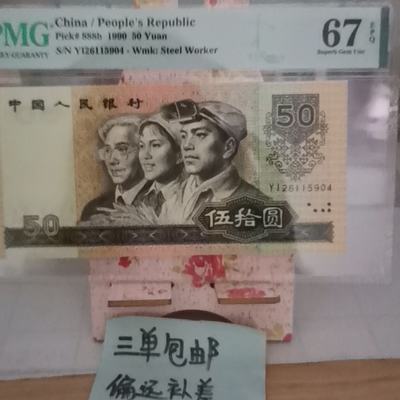 PMG
CY-GUARANTY
China / People's Republic
Pick# 888b 1990 50 Yuan
S/N YI26115904 - Wmk: Steel Worker
67
EPQ
Superb Gem Unc
中国人民银行
50
YI26115904
50
伍拾圆
三单包邮
偏远补差